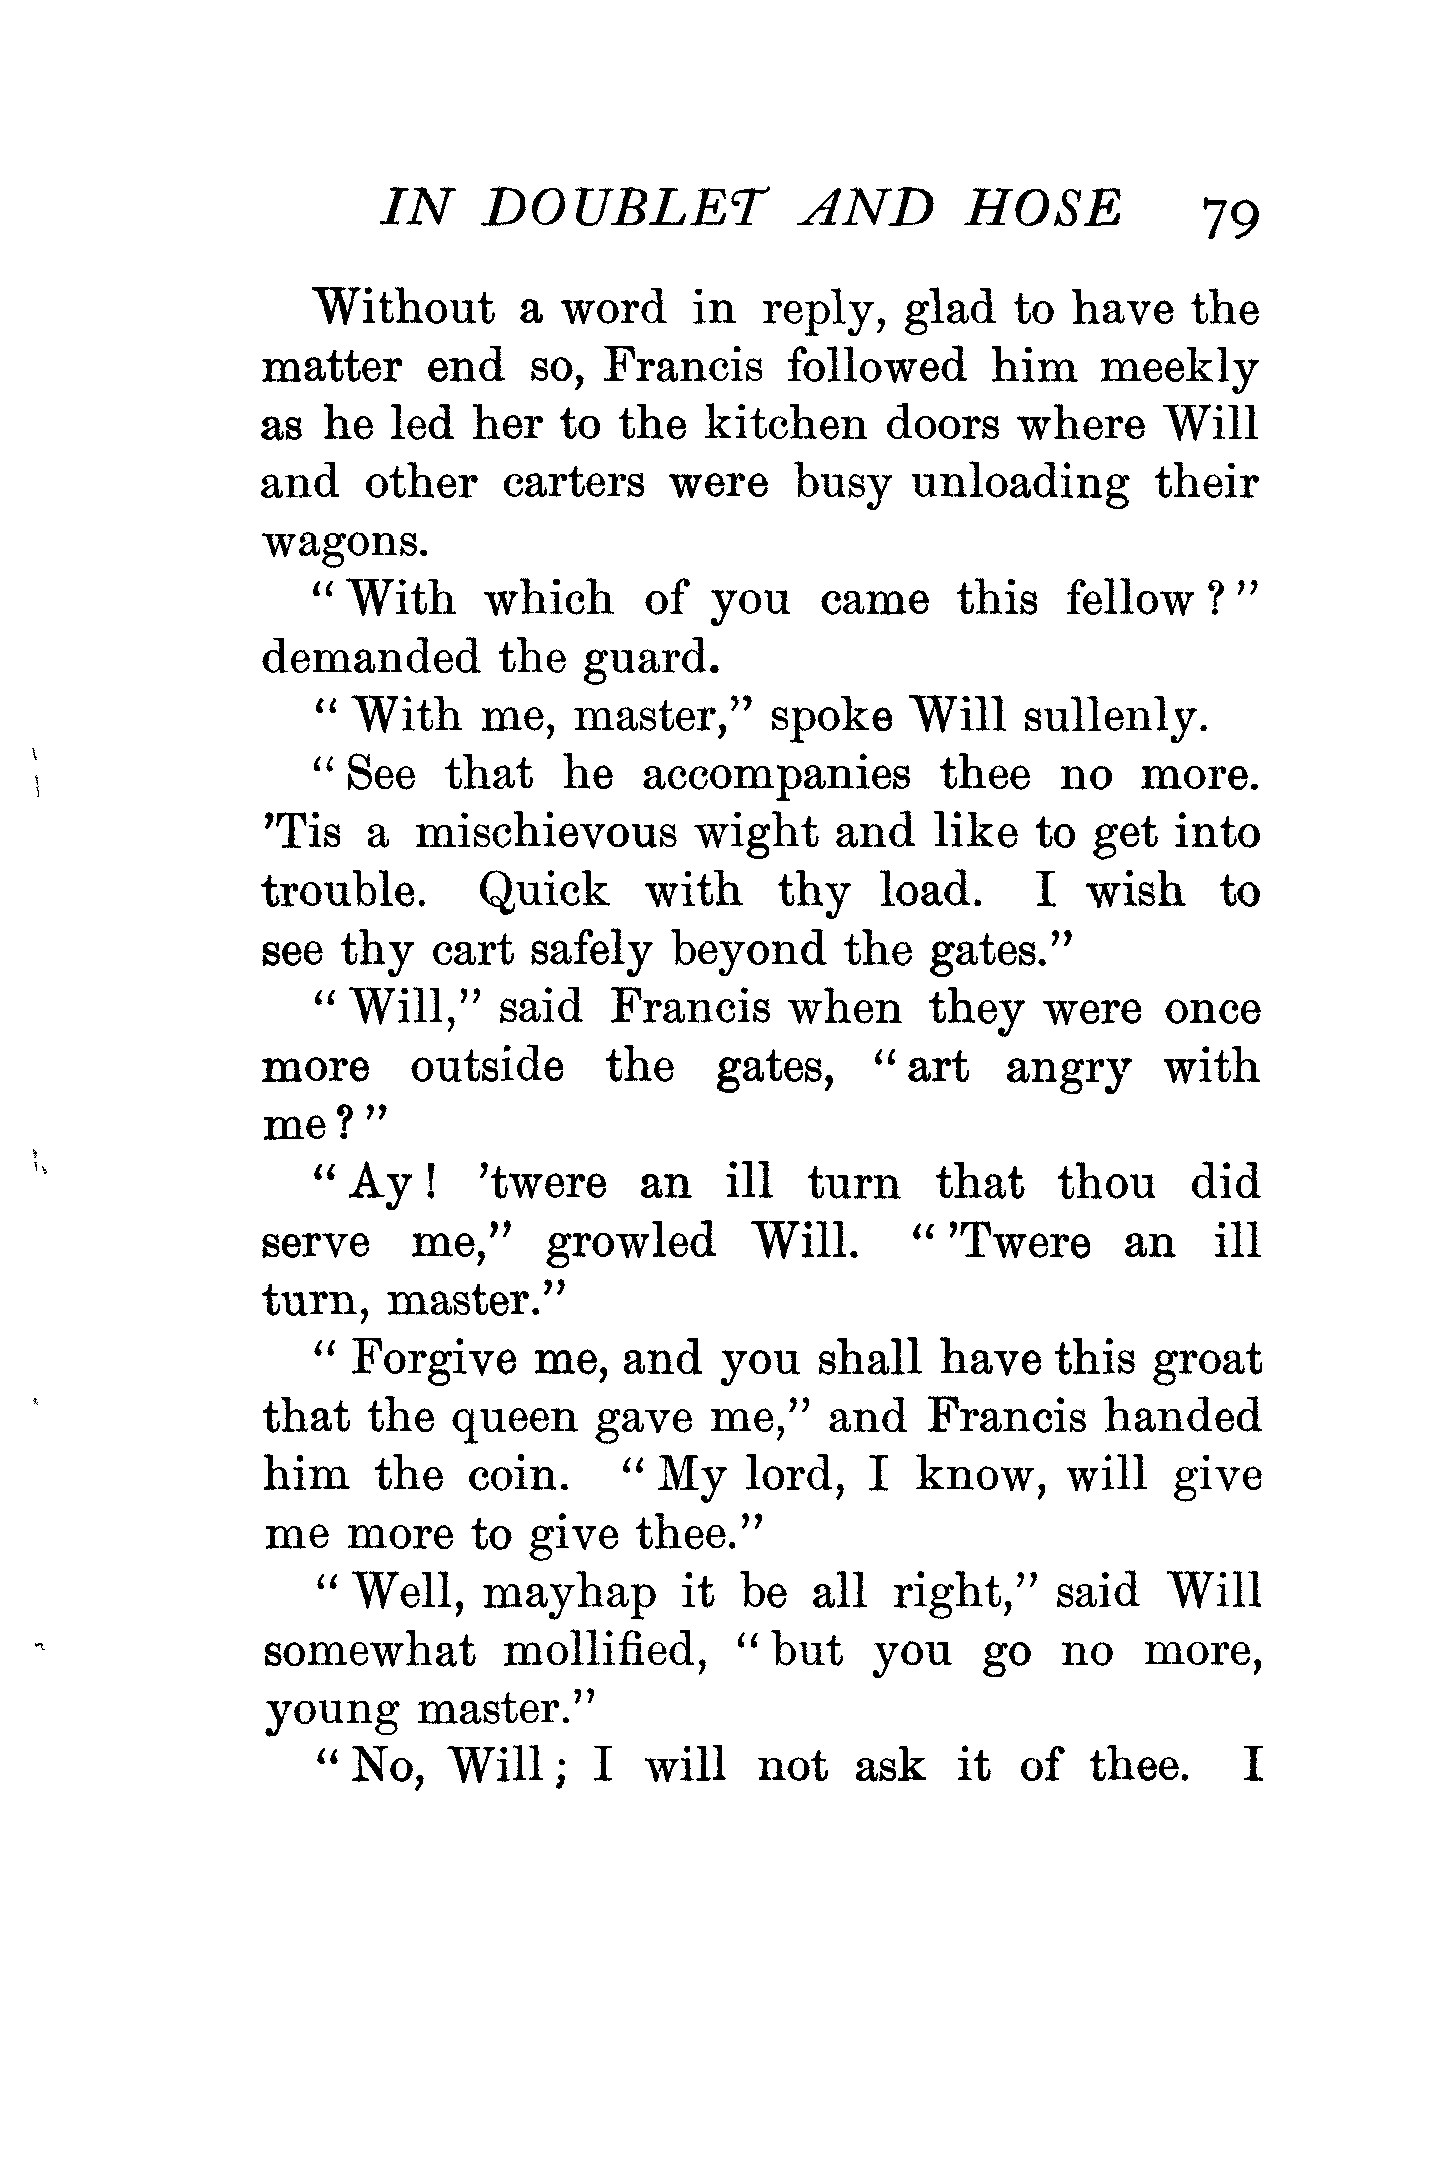 IN DOUBLET AND HOSE 79
Without a word in reply, glad to have the
matter end so, Francis followed him meekly
as he led her to the kitchen doors where Will
and other carters were busy unloading their
wagons.
“With which of you came this fellow?”
demanded the guard.
“With me, master,” spoke Will sullenly.
“See that he accompanies thee no more.
’Tis a mischievous wight and like to get into
trouble. Quick with thy load. I wish to
see thy cart safely beyond the gates.”
“Will,” said Francis when they were once
more outside the gates, “art angry with
me?”
“Ay! ’twere an ill turn that thou did
serve me,” growled Will. “’Twere an ill
turn, master.”
“Forgive me, and you shall have this groat
that the queen gave me,” and Francis handed
him the coin. “My lord, I know, will give
me more to give thee.”
“Well, mayhap it be all right,” said Will
somewhat mollified, “but you go no more,
young master.”
“No, Will; I will not ask it of thee. I